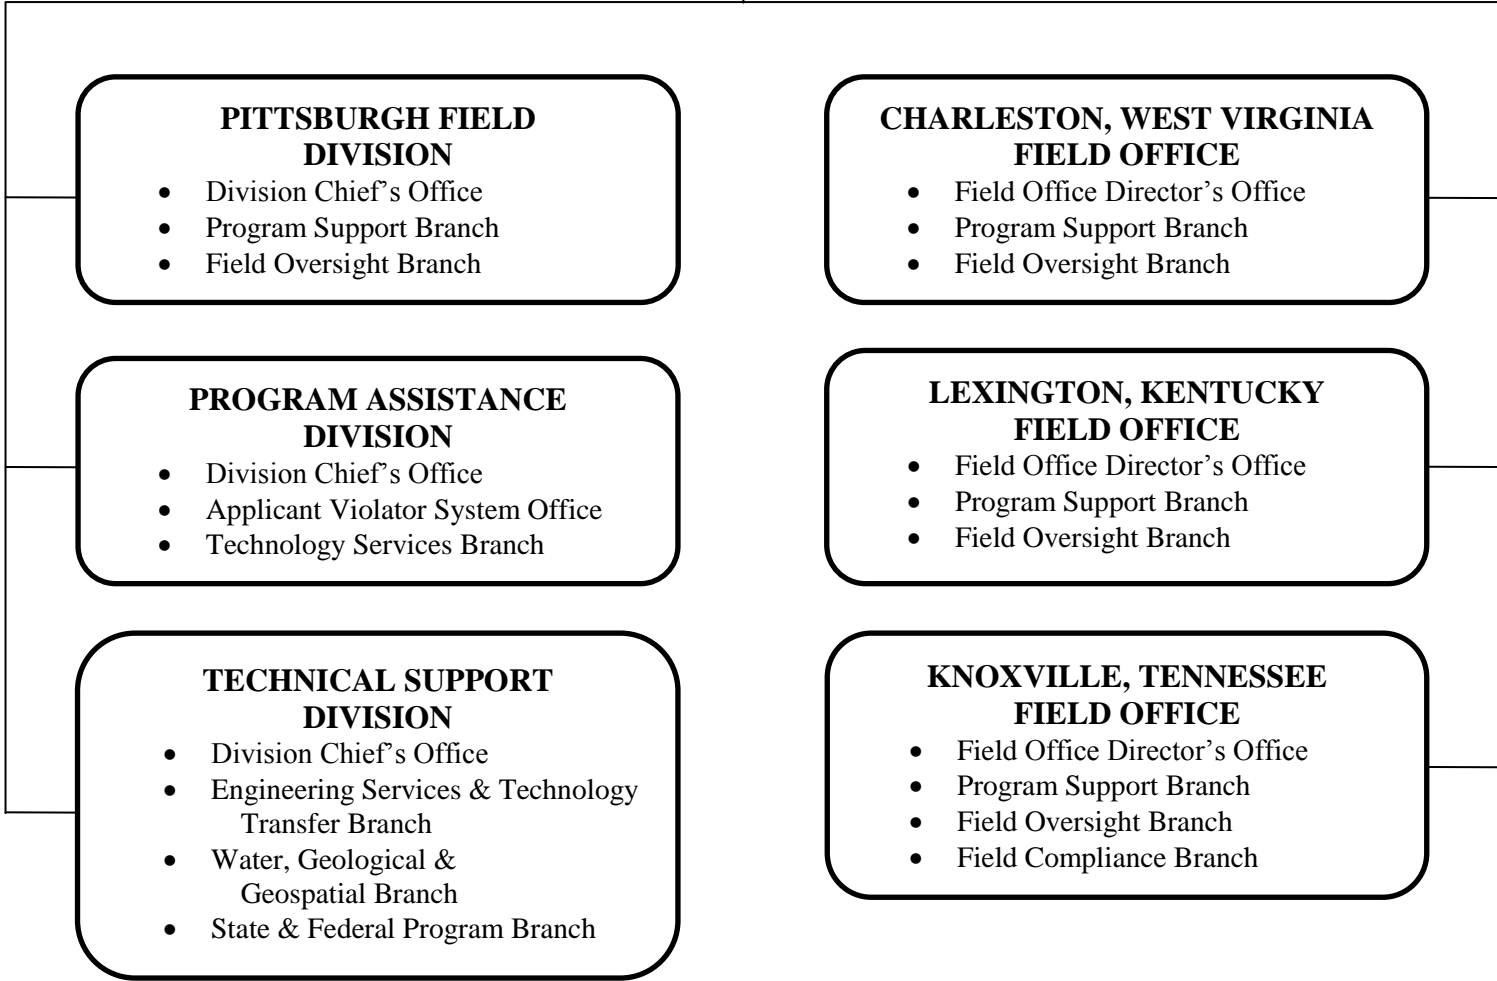 PITTSBURGH FIELD
DIVISION
• Division Chief’s Office
• Program Support Branch
• Field Oversight Branch
CHARLESTON, WEST VIRGINIA
FIELD OFFICE
• Field Office Director’s Office
• Program Support Branch
• Field Oversight Branch
PROGRAM ASSISTANCE
DIVISION
• Division Chief’s Office
• Applicant Violator System Office
• Technology Services Branch
LEXINGTON, KENTUCKY
FIELD OFFICE
• Field Office Director’s Office
• Program Support Branch
• Field Oversight Branch
TECHNICAL SUPPORT
DIVISION
• Division Chief’s Office
• Engineering Services & Technology
Transfer Branch
• Water, Geological &
Geospatial Branch
• State & Federal Program Branch
KNOXVILLE, TENNESSEE
FIELD OFFICE
• Field Office Director’s Office
• Program Support Branch
• Field Oversight Branch
• Field Compliance Branch